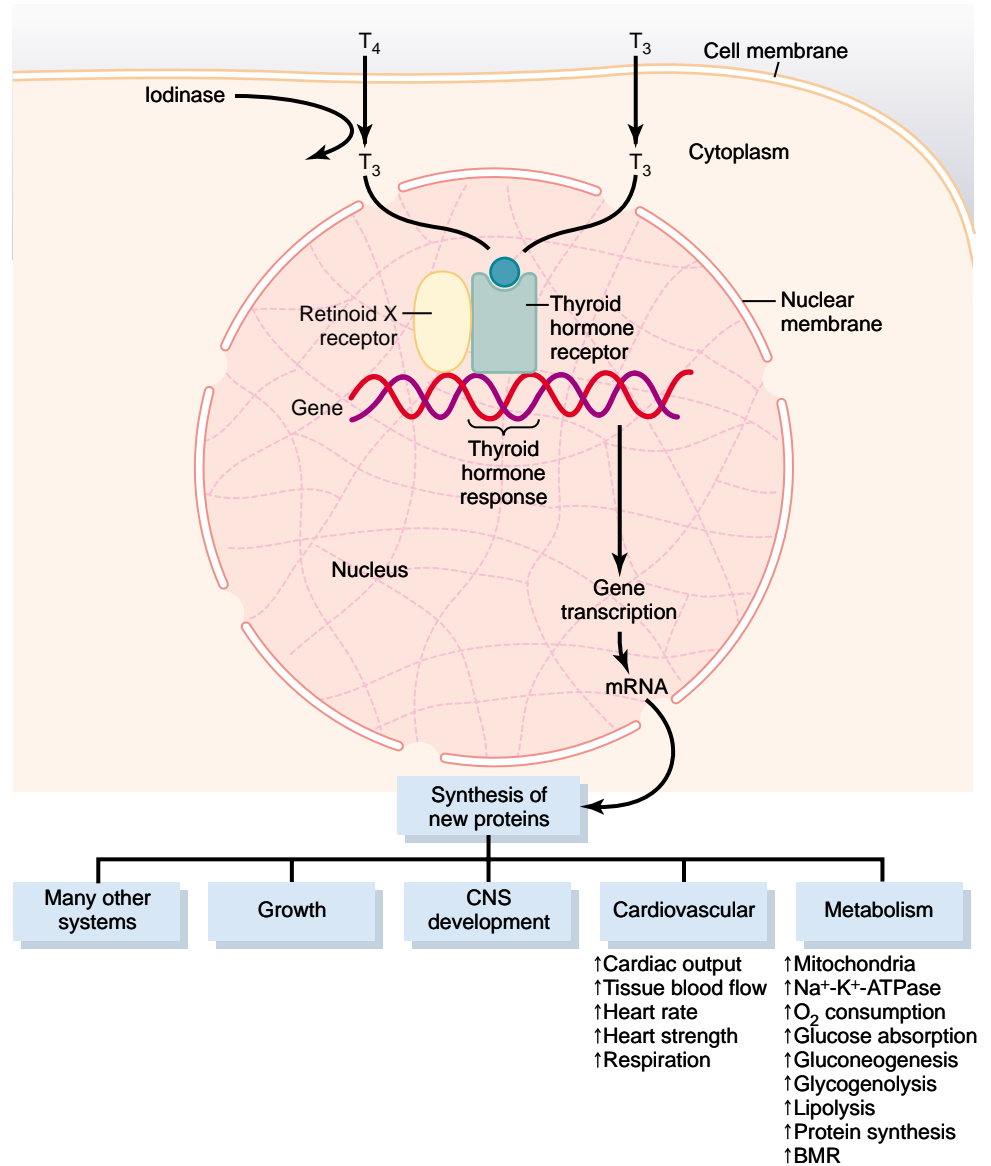 T4
T3
Cell membrane
Iodinase
T3
T3
Cytoplasm
Retinoid X
receptor
Thyroid
hormone
receptor
Nuclear
membrane
Gene
Thyroid
hormone
response
Nucleus
Gene
transcription
mRNA
Synthesis of
new proteins
Many other
systems
Growth
CNS
development
Cardiovascular
Metabolism
↑Cardiac output
↑Tissue blood flow
↑Heart rate
↑Heart strength
↑Respiration
↑Mitochondria
↑Na⁺-K⁺-ATPase
↑O₂ consumption
↑Glucose absorption
↑Gluconeogenesis
↑Glycogenolysis
↑Lipolysis
↑Protein synthesis
↑BMR